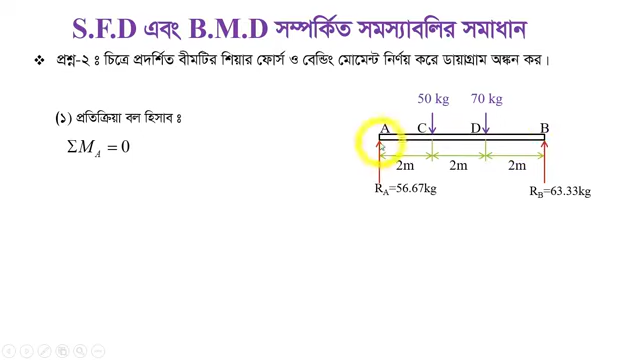 S.F.D এবং B.M.D সম্পর্কিত সমস্যাবলির সমাধান
❖ প্রশ্ন-২ : চিত্রে প্রদর্শিত বীমটির শিয়ার ফোর্স ও বেন্ডিং মোমেন্ট নির্ণয় করে ডায়াগ্রাম অঙ্কন কর।
(১) প্রতিক্রিয়া বল হিসাব ঃ
ΣM_A = 0
50 kg 70 kg
A C D B
2m 2m 2m
R_A=56.67kg R_B=63.33kg